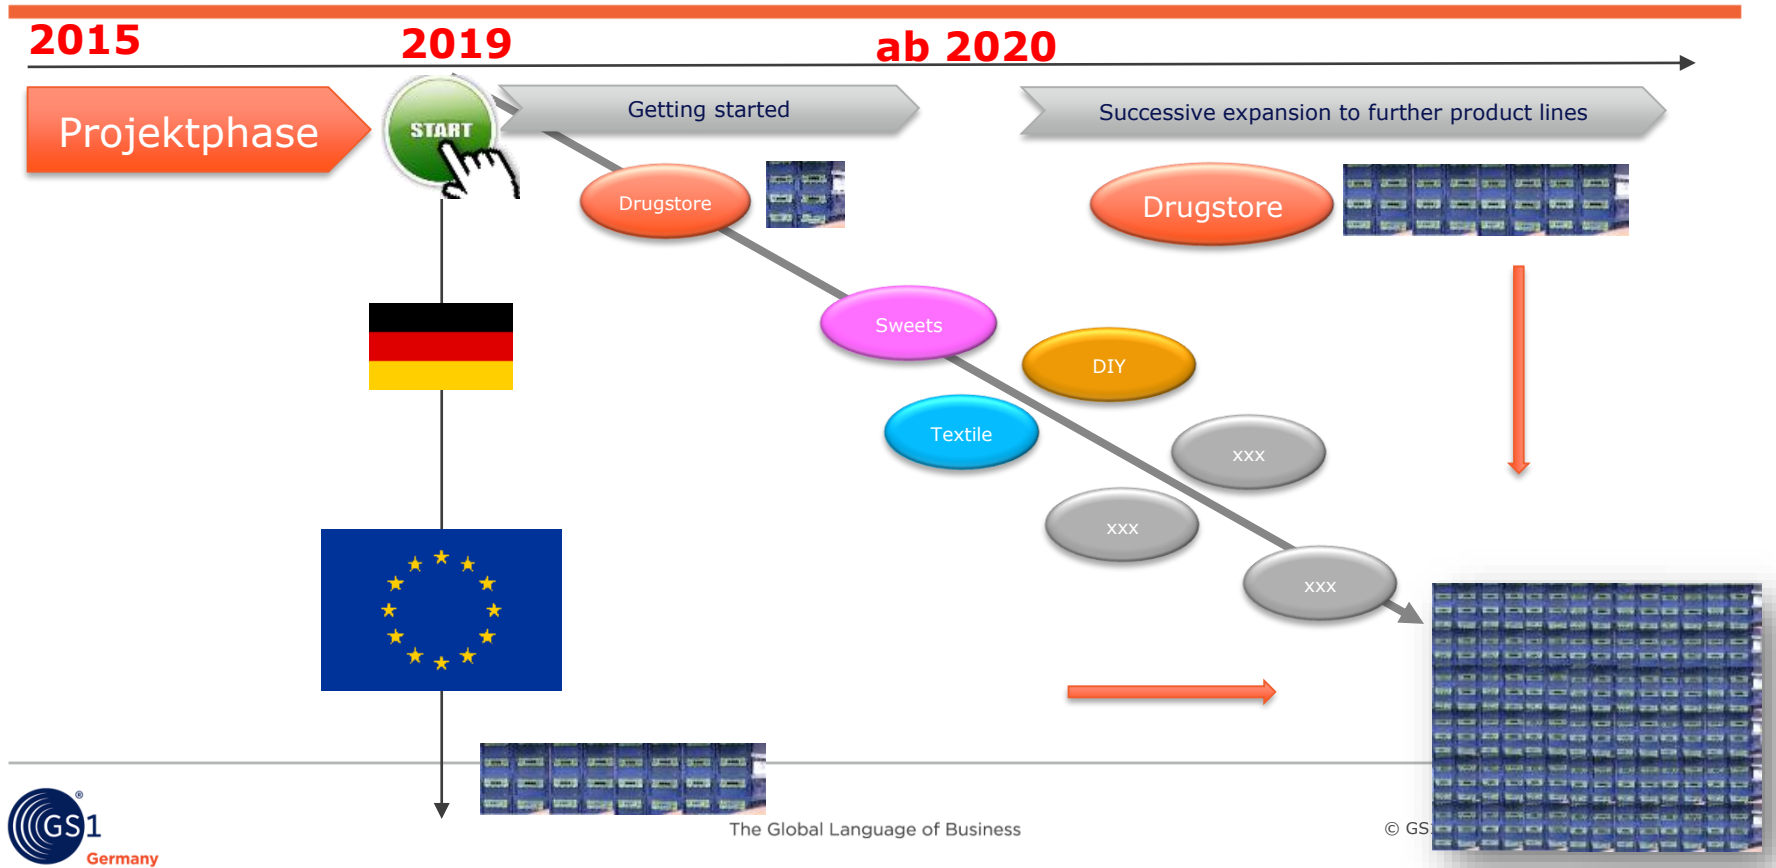 2015
2019
ab 2020
Projektphase
START
Getting started
Successive expansion to further product lines
Drugstore
Drugstore
Sweets
DIY
Textile
xxx
xxx
xxx
GS1
®
Germany
The Global Language of Business
© GS